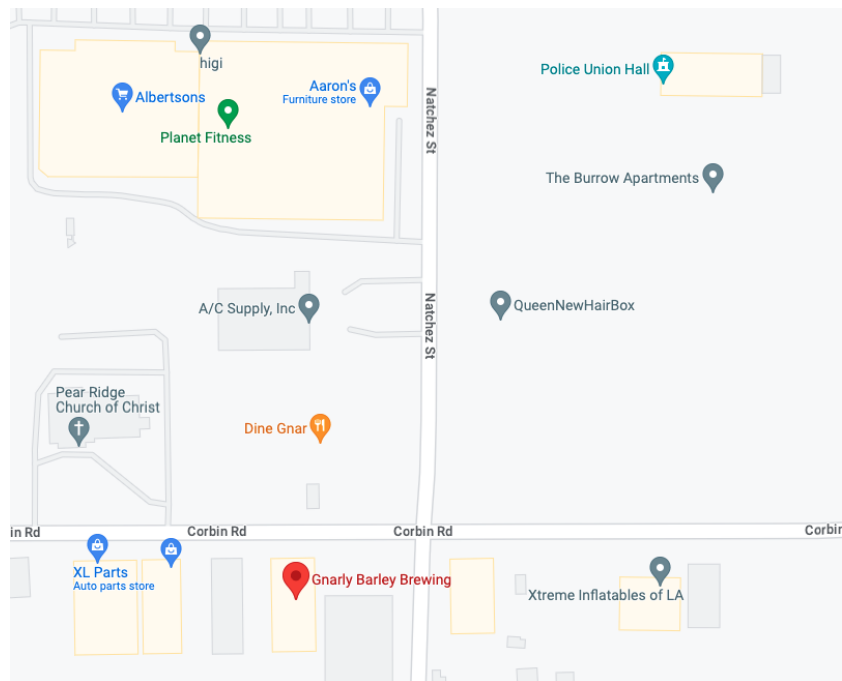 higi
Albertsons
Aaron's
Furniture store
Planet Fitness
Natchez St
Police Union Hall
The Burrow Apartments
A/C Supply, Inc
Natchez St
QueenNewHairBox
Pear Ridge
Church of Christ
Dine Gnar
in Rd
Corbin Rd
Corbin Rd
Corbin
XL Parts
Auto parts store
Gnarly Barley Brewing
Xtreme Inflatables of LA